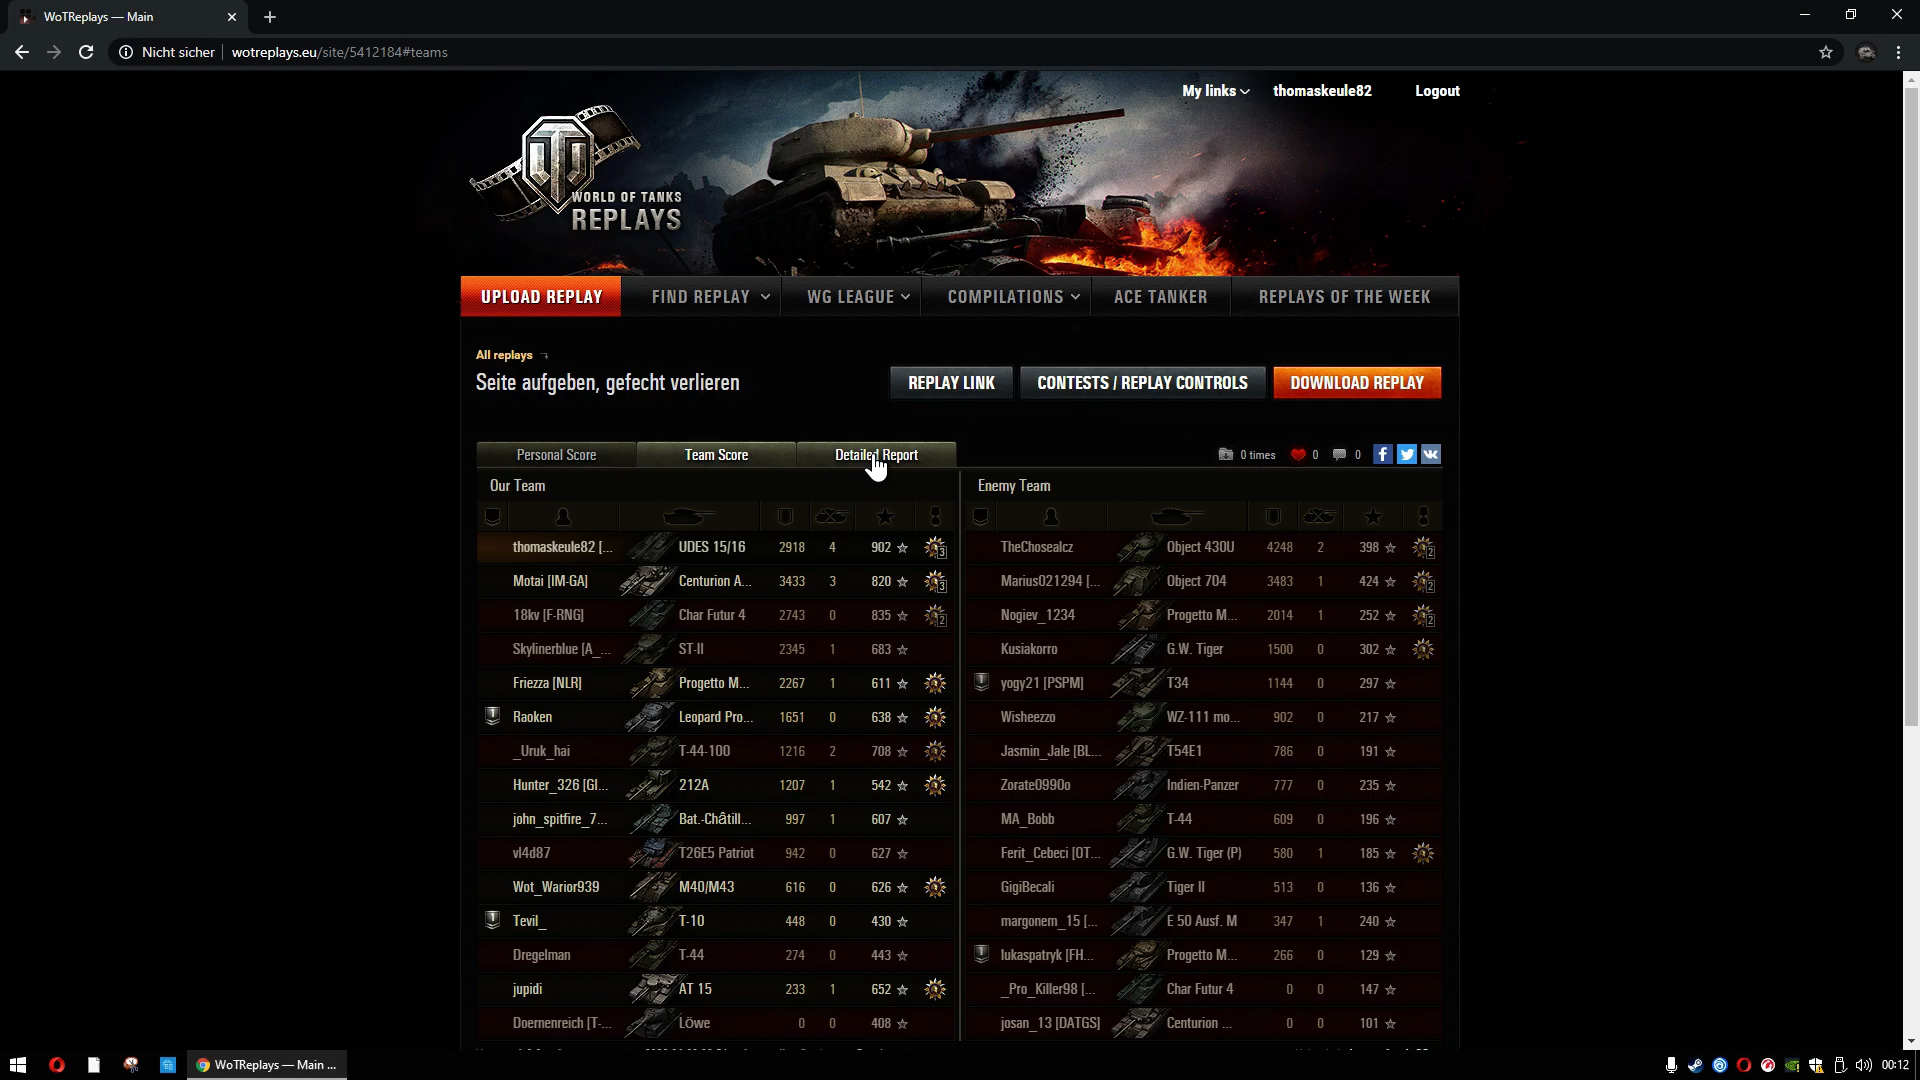 WoTReplays — Main
Nicht sicher
wotreplays.eu/site/5412184#teams
My links
thomaskeule82
Logout
WORLD OF TANKS
REPLAYS
UPLOAD REPLAY
FIND REPLAY
WG LEAGUE
COMPILATIONS
ACE TANKER
REPLAYS OF THE WEEK
All replays
Seite aufgeben, gefecht verlieren
REPLAY LINK
CONTESTS / REPLAY CONTROLS
DOWNLOAD REPLAY
Personal Score
Team Score
Detailed Report
0 times
0
0
Our Team
thomaskeule82 [... UDES 15/16 2918 4 902 3
Motai [IM-GA] Centurion A... 3433 3 820 3
18kv [F-RNG] Char Futur 4 2743 0 835 2
Skylinerblue [A_... ST-II 2345 1 683
Friezza [NLR] Progetto M... 2267 1 611
Raoken Leopard Pro... 1651 0 638
_Uruk_hai T-44-100 1216 2 708
Hunter_326 [GI... 212A 1207 1 542
john_spitfire_7... Bat.-Châtill... 997 1 607
vl4d87 T26E5 Patriot 942 0 627
Wot_Warior939 M40/M43 616 0 626
Tevil_ T-10 448 0 430
Dregelman T-44 274 0 443
jupidi AT 15 233 1 652
Doernenreich [T-... Löwe 0 0 408
Enemy Team
TheChosealcz Object 430U 4248 2 398 2
Marius021294 [... Object 704 3483 1 424 2
Nogiev_1234 Progetto M... 2014 1 252 2
Kusiakorro G.W. Tiger 1500 0 302
yogy21 [PSPM] T34 1144 0 297
Wisheezzo WZ-111 mo... 902 0 217
Jasmin_Jale [BL... T54E1 786 0 191
Zorate0990o Indien-Panzer 777 0 235
MA_Bobb T-44 609 0 196
Ferit_Cebeci [OT... G.W. Tiger (P) 580 1 185
GigiBecali Tiger II 513 0 136
margonem_15 [... E 50 Ausf. M 347 1 240
lukaspatryk [FH... Progetto M... 266 0 129
_Pro_Killer98 [... Char Futur 4 0 0 147
josan_13 [DATGS] Centurion ... 0 0 101
WoTReplays — Main ...
00:12